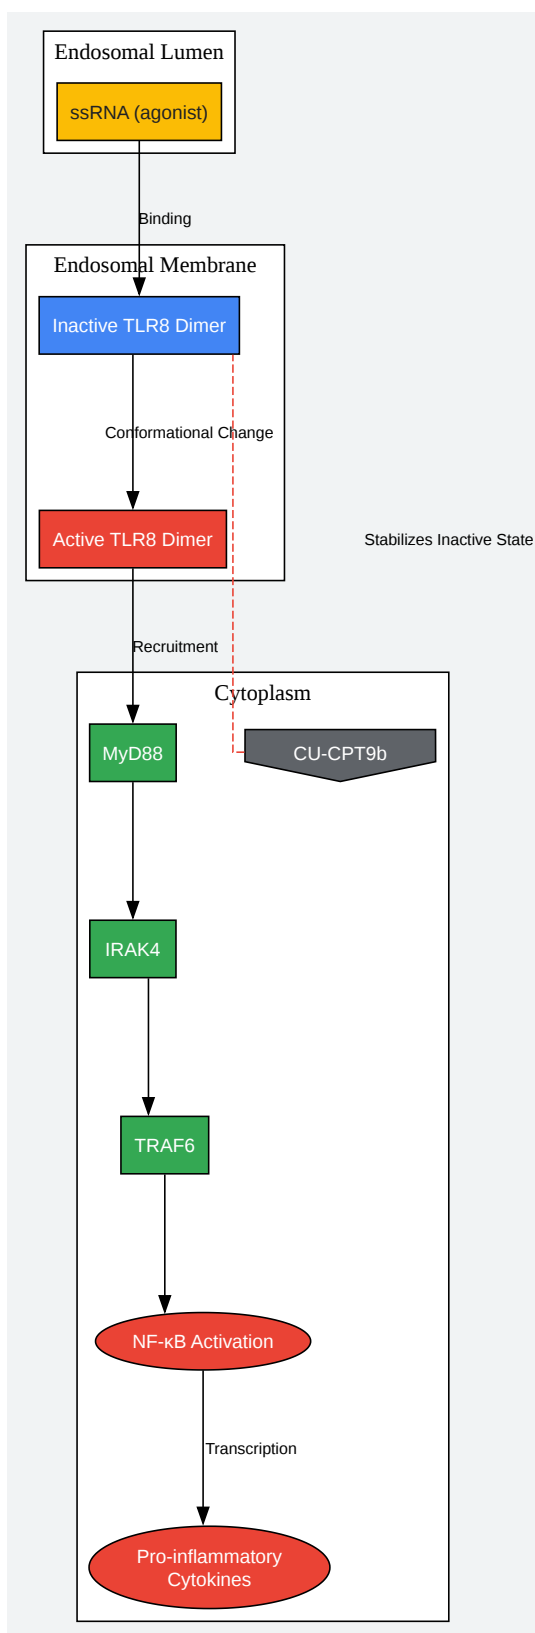 Endosomal Lumen
ssRNA (agonist)
Binding
Endosomal Membrane
Inactive TLR8 Dimer
Conformational Change
Active TLR8 Dimer
Stabilizes Inactive State
Recruitment
Cytoplasm
MyD88
CU-CPT9b
IRAK4
TRAF6
NF-κB Activation
Transcription
Pro-inflammatory
Cytokines